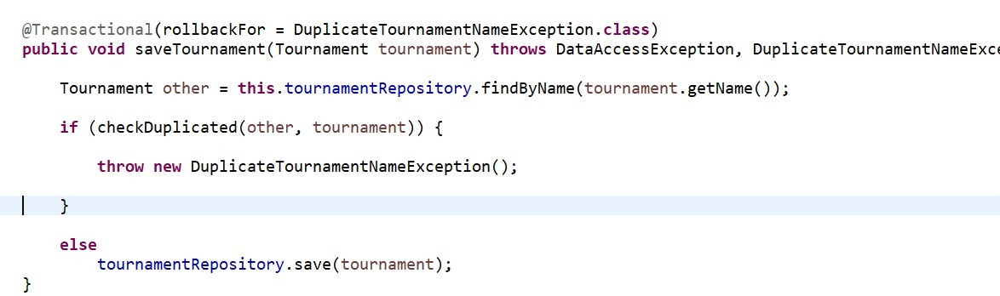 @Transactional(rollbackFor = DuplicateTournamentNameException.class)
public void saveTournament(Tournament tournament) throws DataAccessException, DuplicateTournamentNameExce
Tournament other = this.tournamentRepository.findByName(tournament.getName());
if (checkDuplicated(other, tournament)) {
throw new DuplicateTournamentNameException();
}
else
tournamentRepository.save(tournament);
}